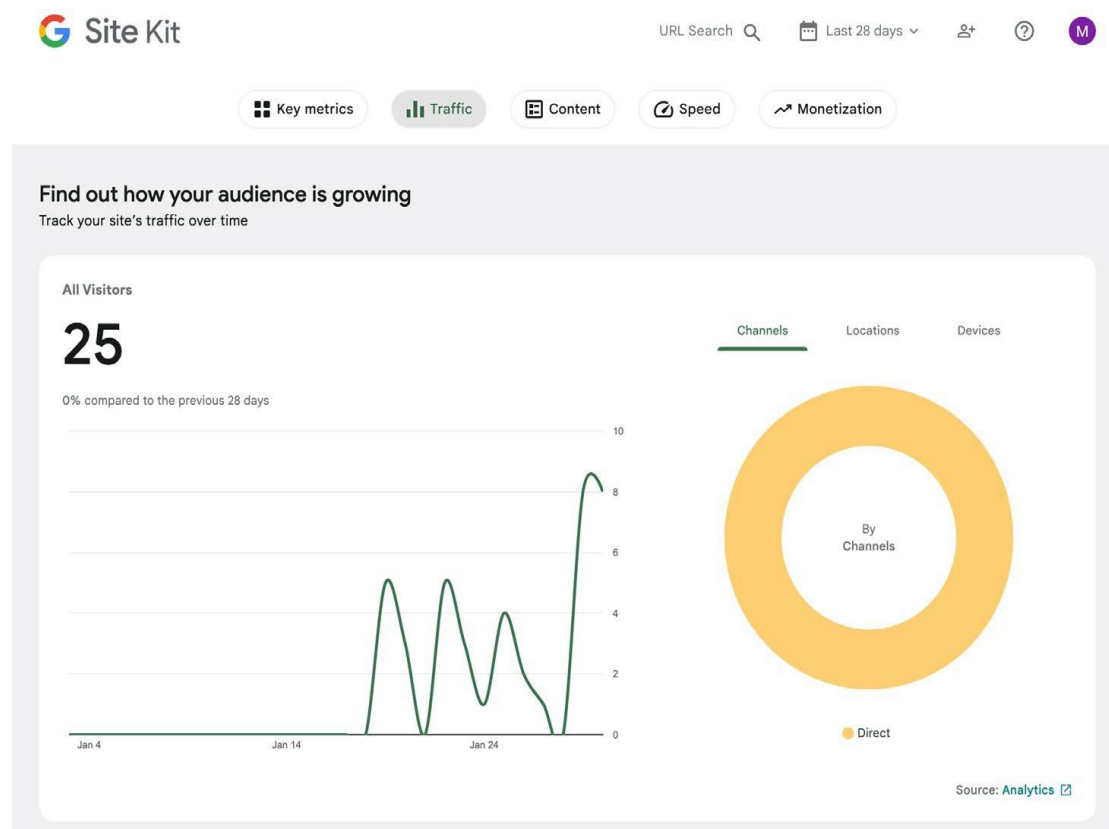 G Site Kit
URL Search
Last 28 days
M
Key metrics
Traffic
Content
Speed
Monetization
Find out how your audience is growing
Track your site's traffic over time
All Visitors
25
0% compared to the previous 28 days
10
8
6
4
2
0
Jan 4
Jan 14
Jan 24
Channels
Locations
Devices
By
Channels
Direct
Source: Analytics